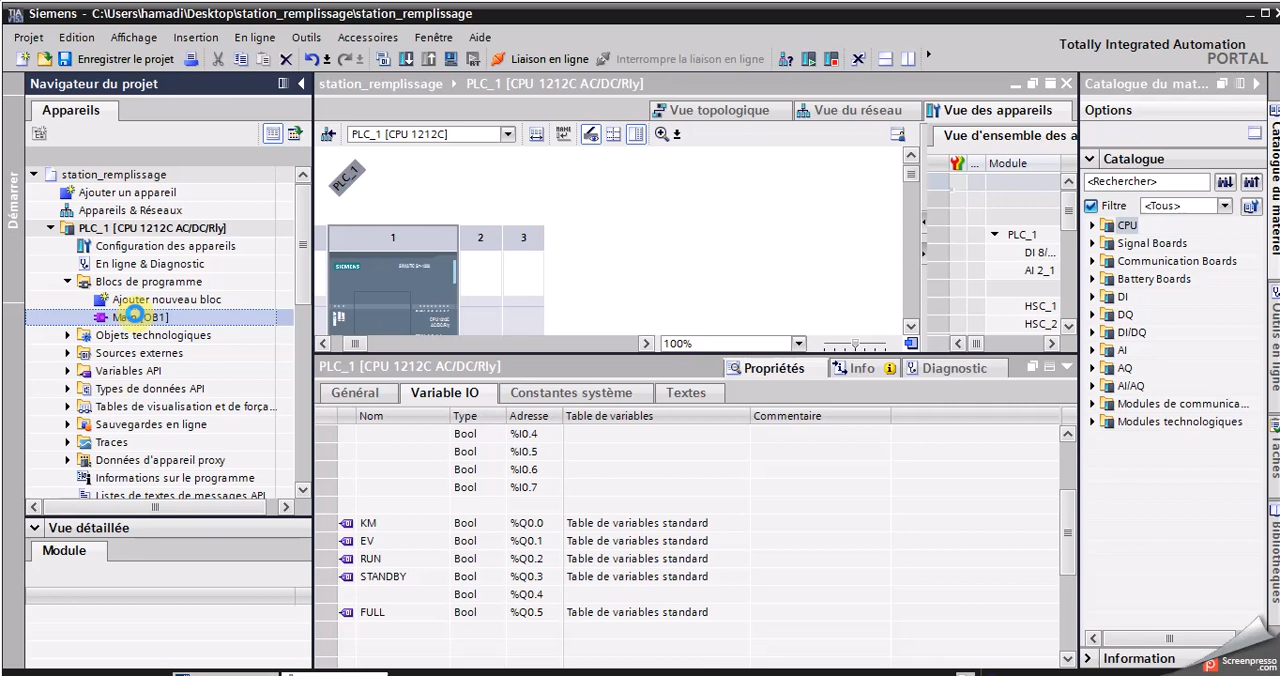 Siemens - C:\Users\hamadi\Desktop\station_remplissage\station_remplissage
Projet Edition Affichage Insertion En ligne Outils Accessoires Fenêtre Aide
Totally Integrated Automation
PORTAL
Enregistrer le projet Liaison en ligne Interrompre la liaison en ligne
Navigateur du projet
Appareils
Démarrer
station_remplissage
Ajouter un appareil
Appareils & Réseaux
PLC_1 [CPU 1212C AC/DC/Rly]
Configuration des appareils
En ligne & Diagnostic
Blocs de programme
Ajouter nouveau bloc
Main [OB1]
Objets technologiques
Sources externes
Variables API
Types de données API
Tables de visualisation et de força...
Sauvegardes en ligne
Traces
Données d'appareil proxy
Informations sur le programme
Listes de textes de messages API
Vue détaillée
Module
station_remplissage PLC_1 [CPU 1212C AC/DC/Rly]
Vue topologique Vue du réseau Vue des appareils
PLC_1 [CPU 1212C]
PLC_1
1 2 3
SIEMENS
100%
Vue d'ensemble des a
... Module
PLC_1
DI 8/...
AI 2_1
HSC_1
HSC_2
PLC_1 [CPU 1212C AC/DC/Rly]
Propriétés Info Diagnostic
Général Variable IO Constantes système Textes
Nom Type Adresse Table de variables Commentaire
Bool %I0.4
Bool %I0.5
Bool %I0.6
Bool %I0.7
KM Bool %Q0.0 Table de variables standard
EV Bool %Q0.1 Table de variables standard
RUN Bool %Q0.2 Table de variables standard
STANDBY Bool %Q0.3 Table de variables standard
Bool %Q0.4
FULL Bool %Q0.5 Table de variables standard
Catalogue du mat...
Options
Catalogue
<Rechercher>
Filtre <Tous>
CPU
Signal Boards
Communication Boards
Battery Boards
DI
DQ
DI/DQ
AI
AQ
AI/AQ
Modules de communica...
Modules technologiques
Information
Catalogue du matériel
Outils en ligne
Tâches
Bibliothèques
Screenpresso
.com